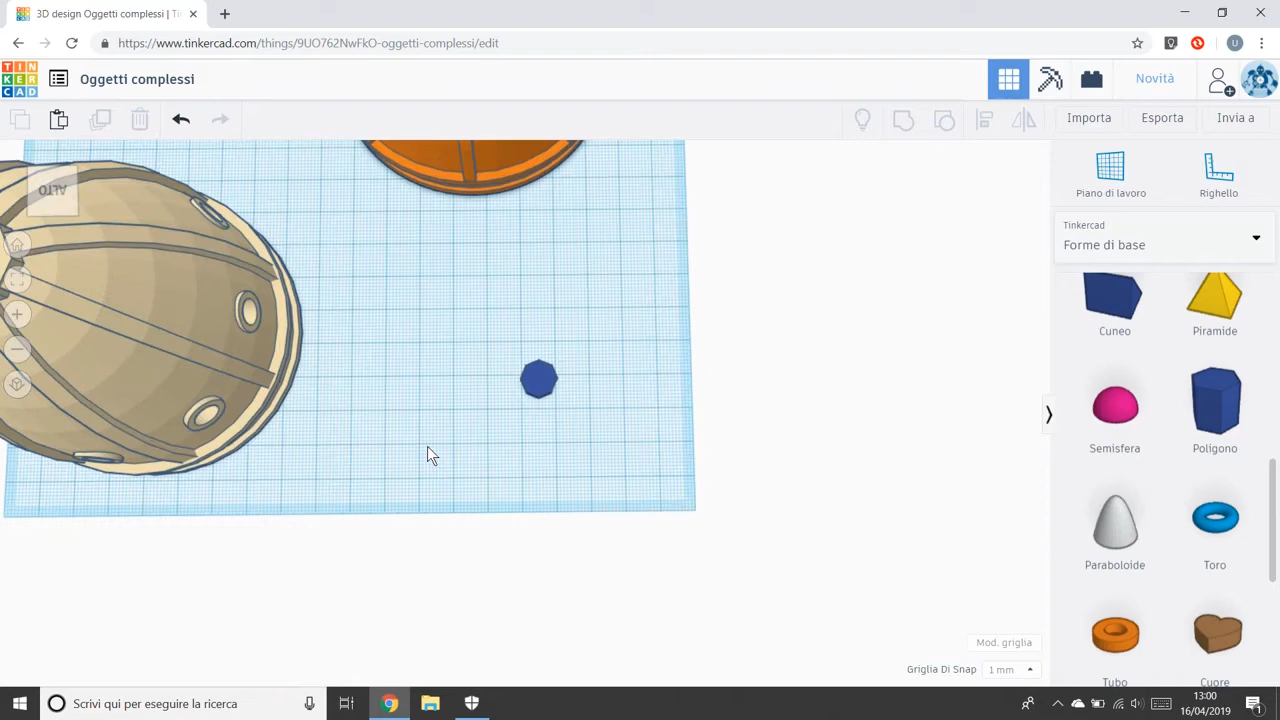 3D design Oggetti complessi | Ti
https://www.tinkercad.com/things/9UO762NwFkO-oggetti-complessi/edit
U
TIN
KER
CAD
Oggetti complessi
Novità
Importa
Esporta
Invia a
ALTO
Piano di lavoro
Righello
Tinkercad
Forme di base
Cuneo
Piramide
Semisfera
Poligono
Paraboloide
Toro
Tubo
Cuore
Mod. griglia
Griglia Di Snap
1 mm
Scrivi qui per eseguire la ricerca
13:00
16/04/2019
1